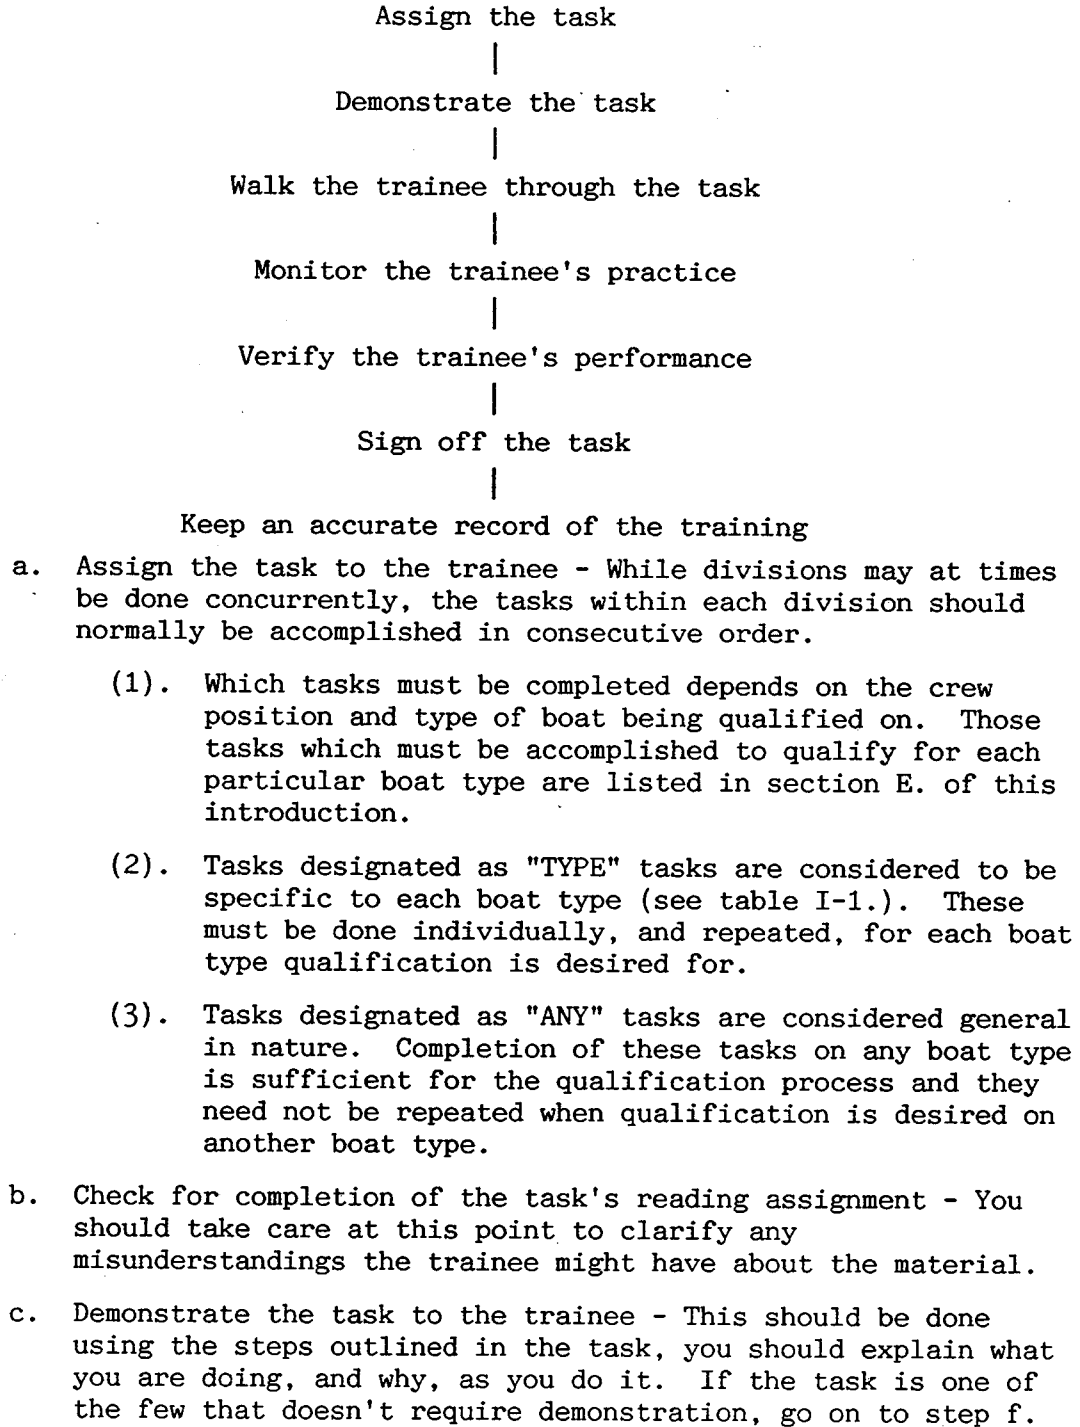 Assign the task
Demonstrate the task
Walk the trainee through the task
Monitor the trainee's practice
Verify the trainee's performance
Sign off the task
Keep an accurate record of the training
a. Assign the task to the trainee - While divisions may at times
be done concurrently, the tasks within each division should
normally be accomplished in consecutive order.
(1). Which tasks must be completed depends on the crew
position and type of boat being qualified on. Those
tasks which must be accomplished to qualify for each
particular boat type are listed in section E. of this
introduction.
(2). Tasks designated as "TYPE" tasks are considered to be
specific to each boat type (see table I-1.). These
must be done individually, and repeated, for each boat
type qualification is desired for.
(3). Tasks designated as "ANY" tasks are considered general
in nature. Completion of these tasks on any boat type
is sufficient for the qualification process and they
need not be repeated when qualification is desired on
another boat type.
b. Check for completion of the task's reading assignment - You
should take care at this point to clarify any
misunderstandings the trainee might have about the material.
c. Demonstrate the task to the trainee - This should be done
using the steps outlined in the task, you should explain what
you are doing, and why, as you do it. If the task is one of
the few that doesn't require demonstration, go on to step f.